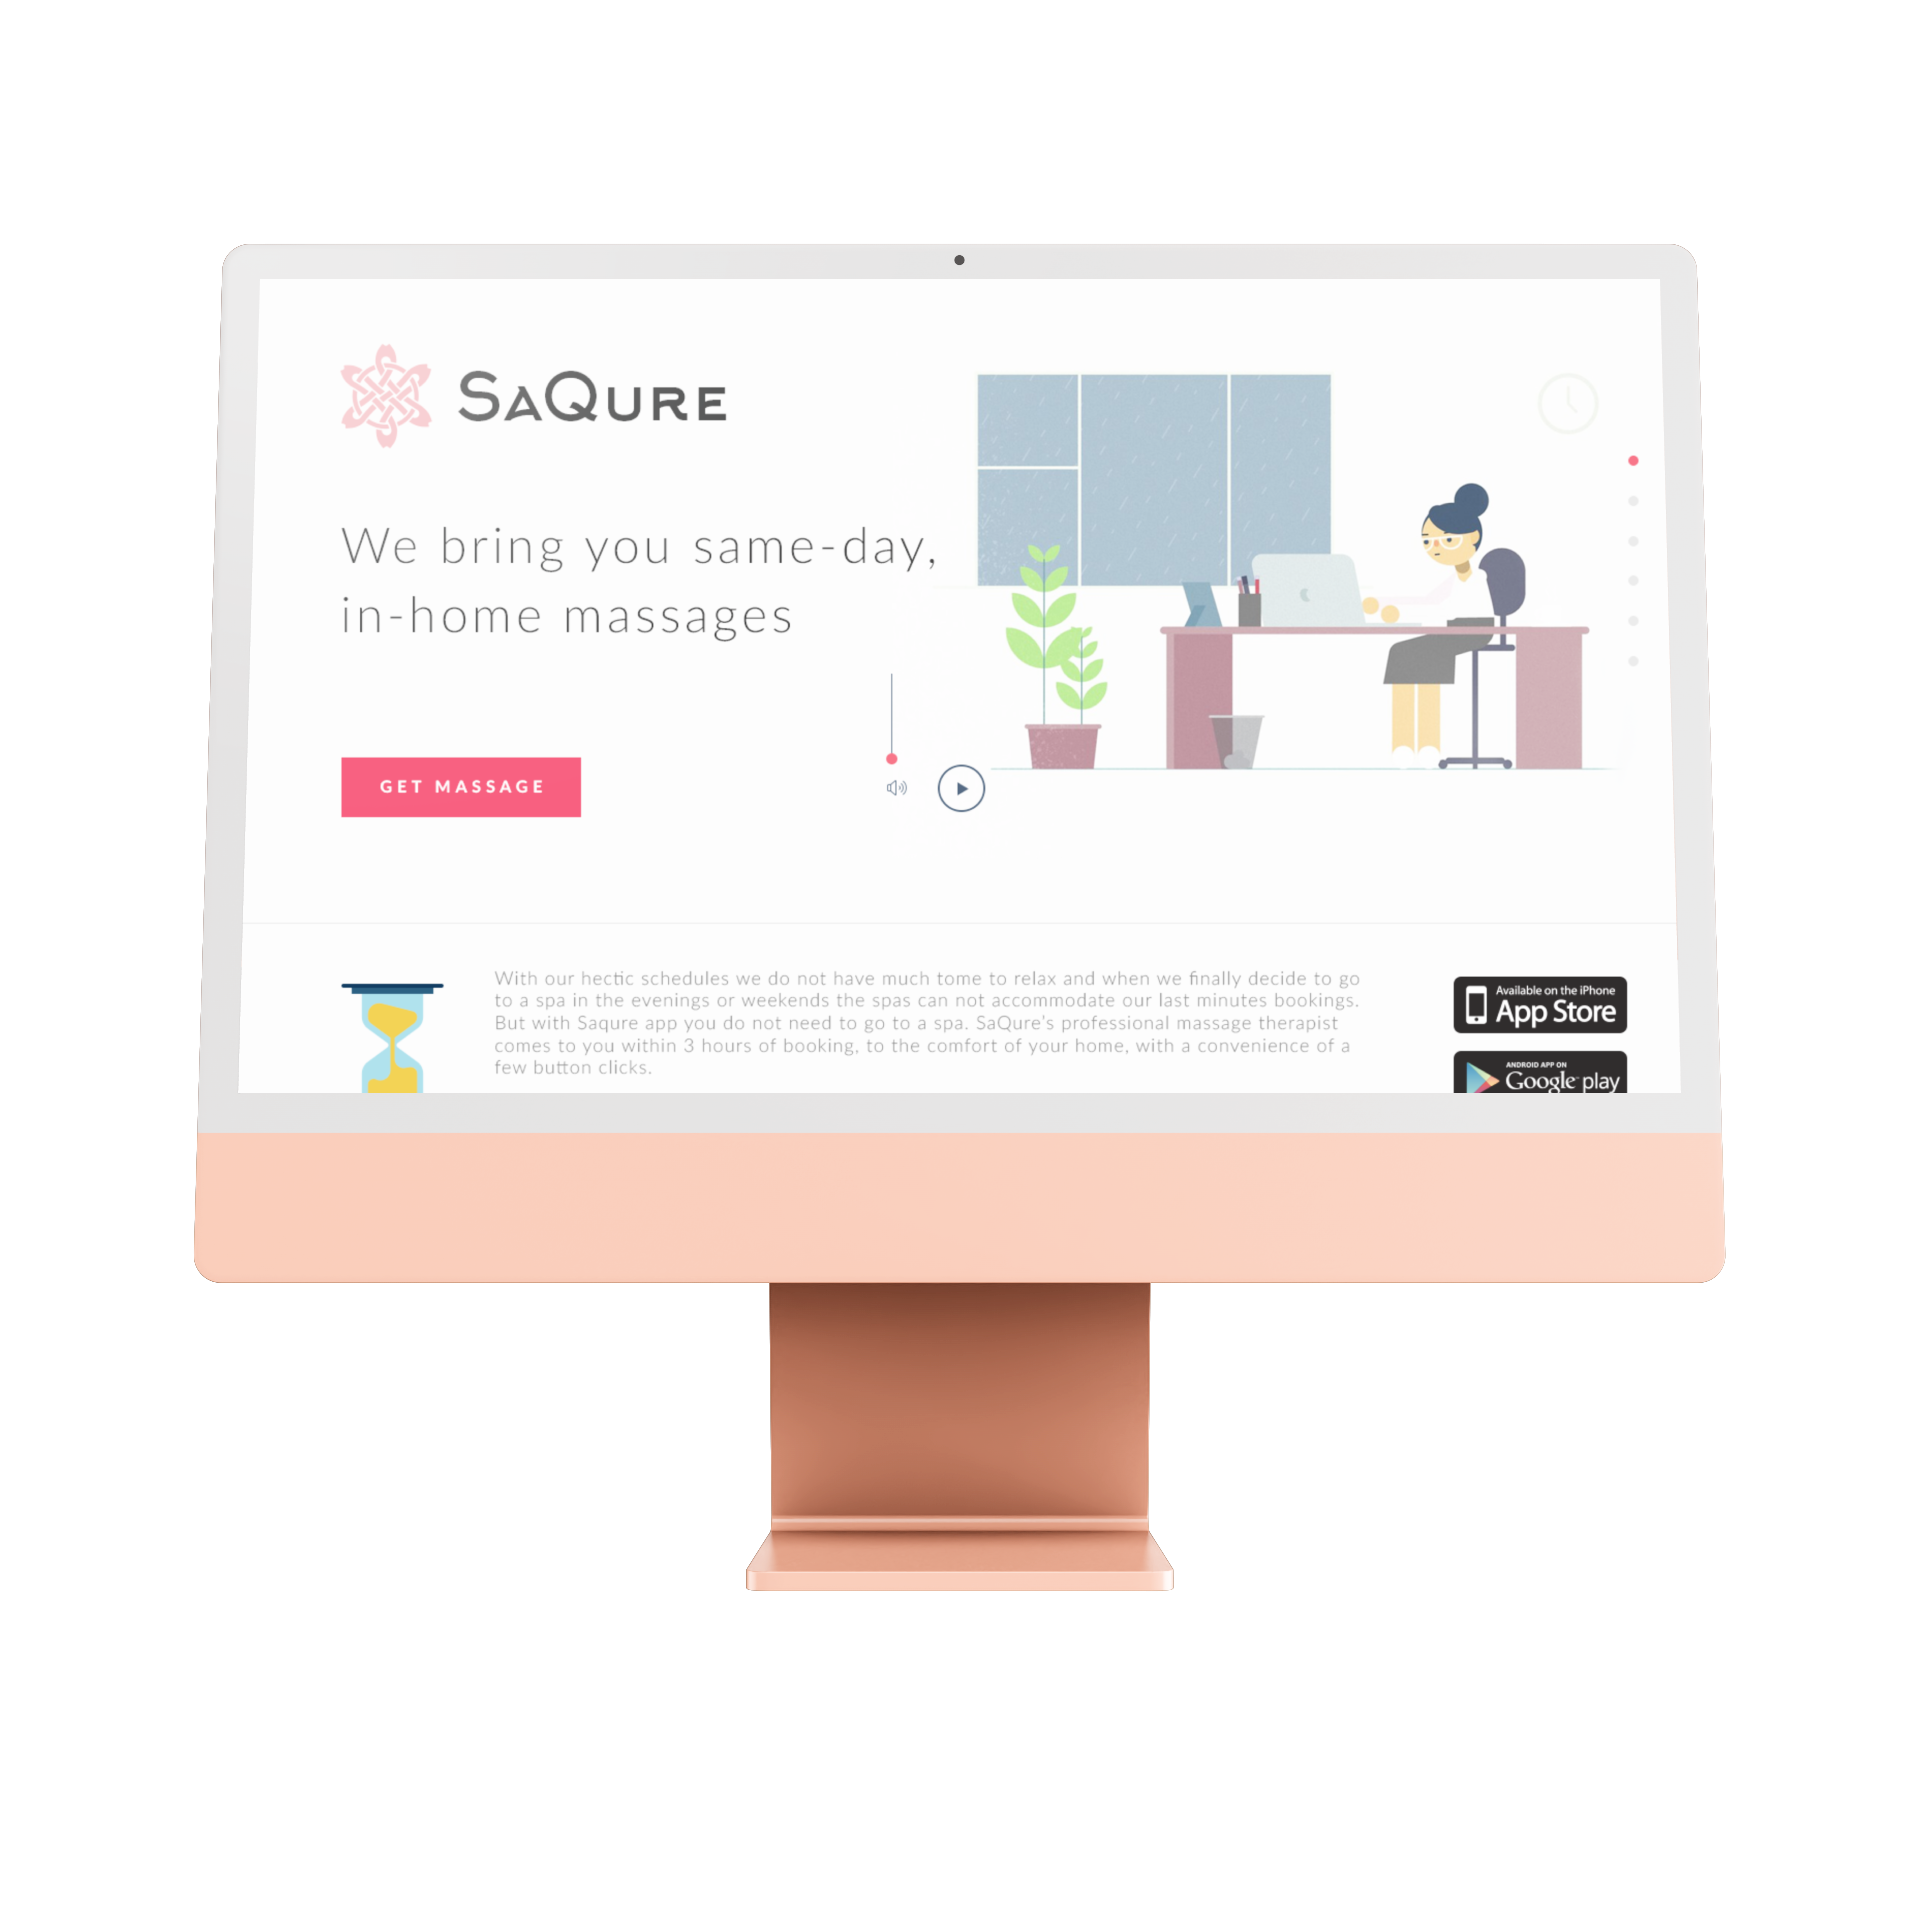 SAQURE
We bring you same-day,
in-home massages
GET MASSAGE
With our hectic schedules we do not have much tome to relax and when we finally decide to go
to a spa in the evenings or weekends the spas can not accommodate our last minutes bookings.
But with Saqure app you do not need to go to a spa. SaQure's professional massage therapist
comes to you within 3 hours of booking, to the comfort of your home, with a convenience of a
few button clicks.
Available on the iPhone
App Store
ANDROID APP ON
Google play